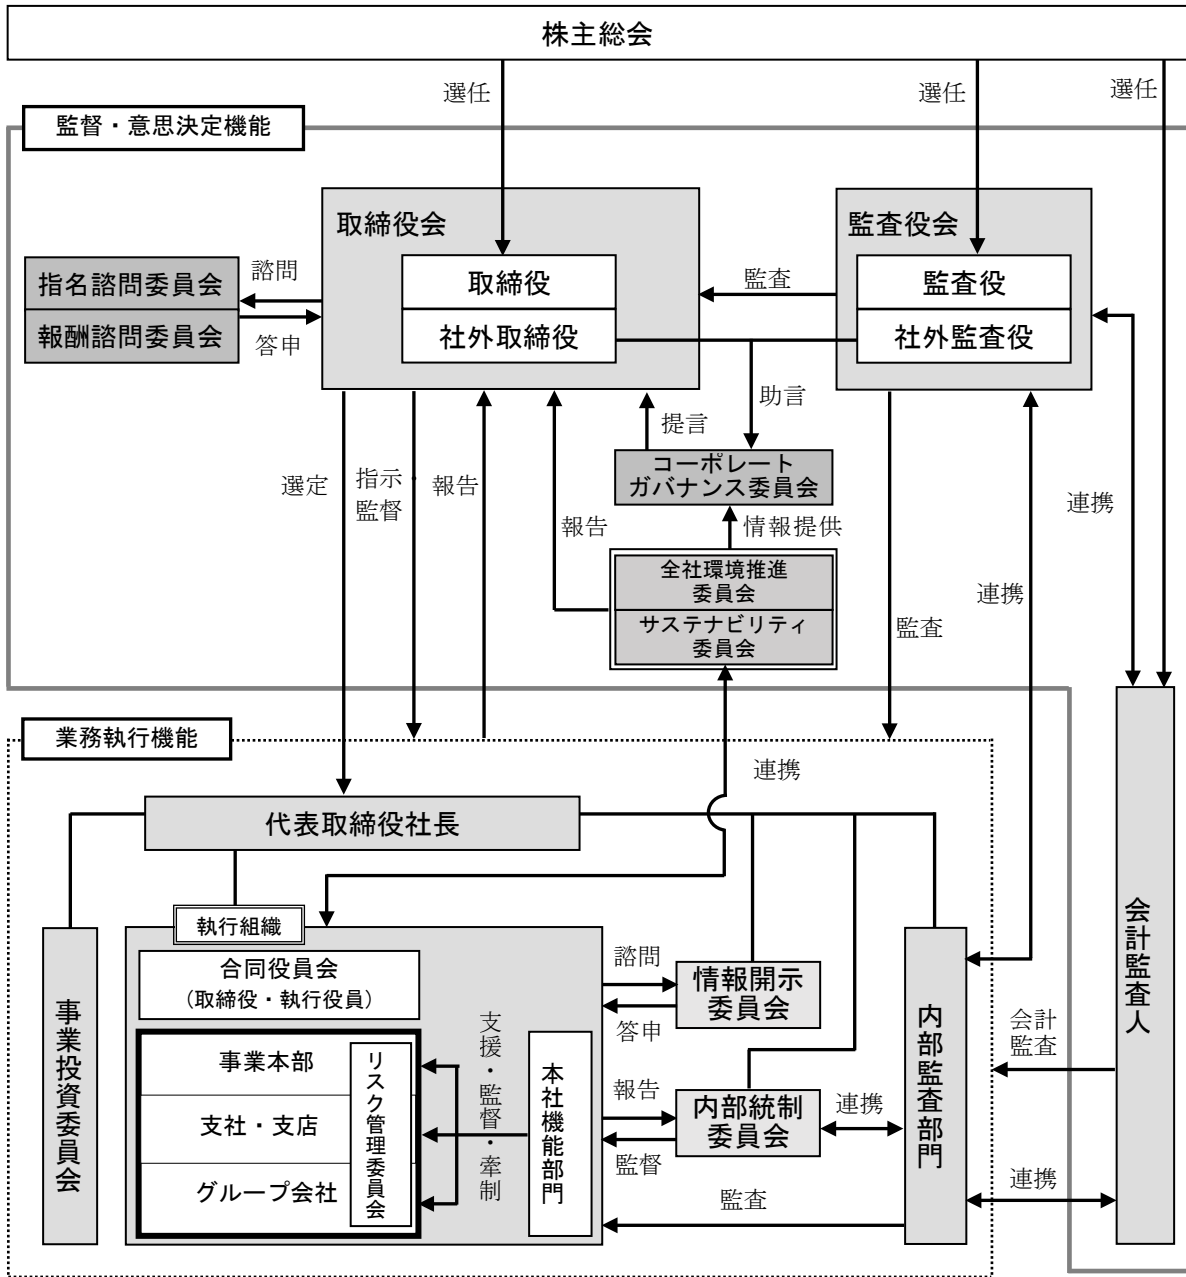 株主総会
選任
選任
選任
監督・意思決定機能
取締役会
監査役会
指名諮問委員会
報酬諮問委員会
諮問
答申
取締役
社外取締役
監査
監査役
社外監査役
助言
提言
選定
指示・
監督
報告
コーポレート
ガバナンス委員会
報告
情報提供
全社環境推進
委員会
サステナビリティ
委員会
監査
連携
連携
業務執行機能
連携
代表取締役社長
執行組織
合同役員会
（取締役・執行役員）
事業投資委員会
事業本部
支社・支店
グループ会社
リスク管理委員会
支援・監督・牽制
本社機能部門
諮問
答申
情報開示
委員会
報告
監督
内部統制
委員会
連携
監査
内部監査部門
会計
監査
連携
会計監査人